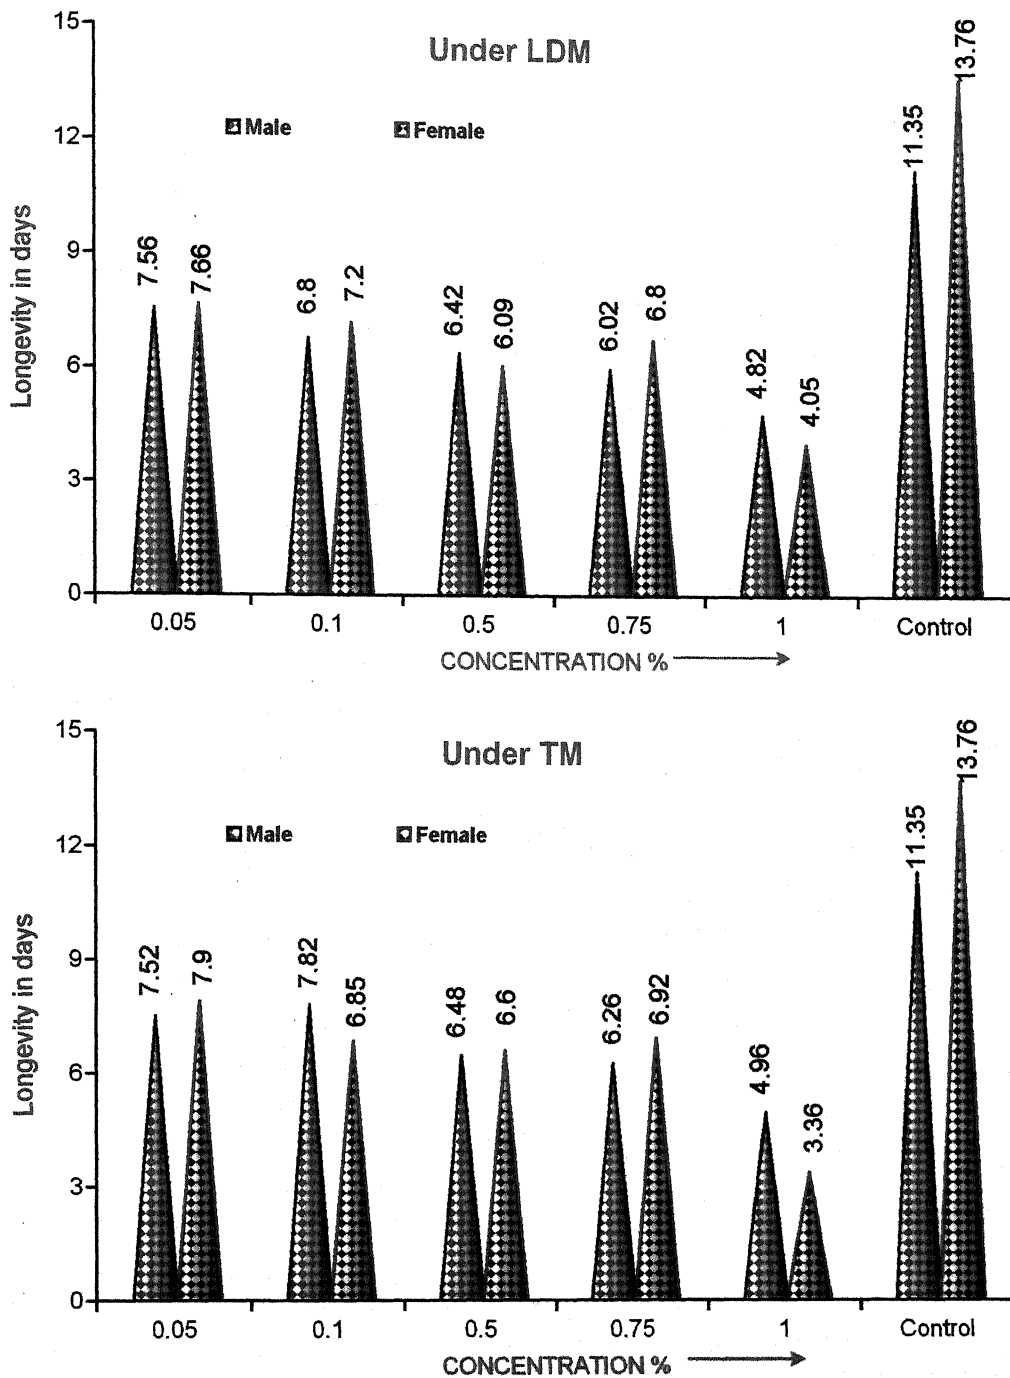 Under LDM
Male Female
Longevity in days
15
12
9
6
3
0
7.56 7.66 6.8 7.2 6.42 6.09 6.02 6.8 4.82 4.05 11.35 13.76
0.05 0.1 0.5 0.75 1 Control
CONCENTRATION %
Under TM
Male Female
Longevity in days
15
12
9
6
3
0
7.52 7.9 7.82 6.85 6.48 6.6 6.26 6.92 4.96 3.36 11.35 13.76
0.05 0.1 0.5 0.75 1 Control
CONCENTRATION %